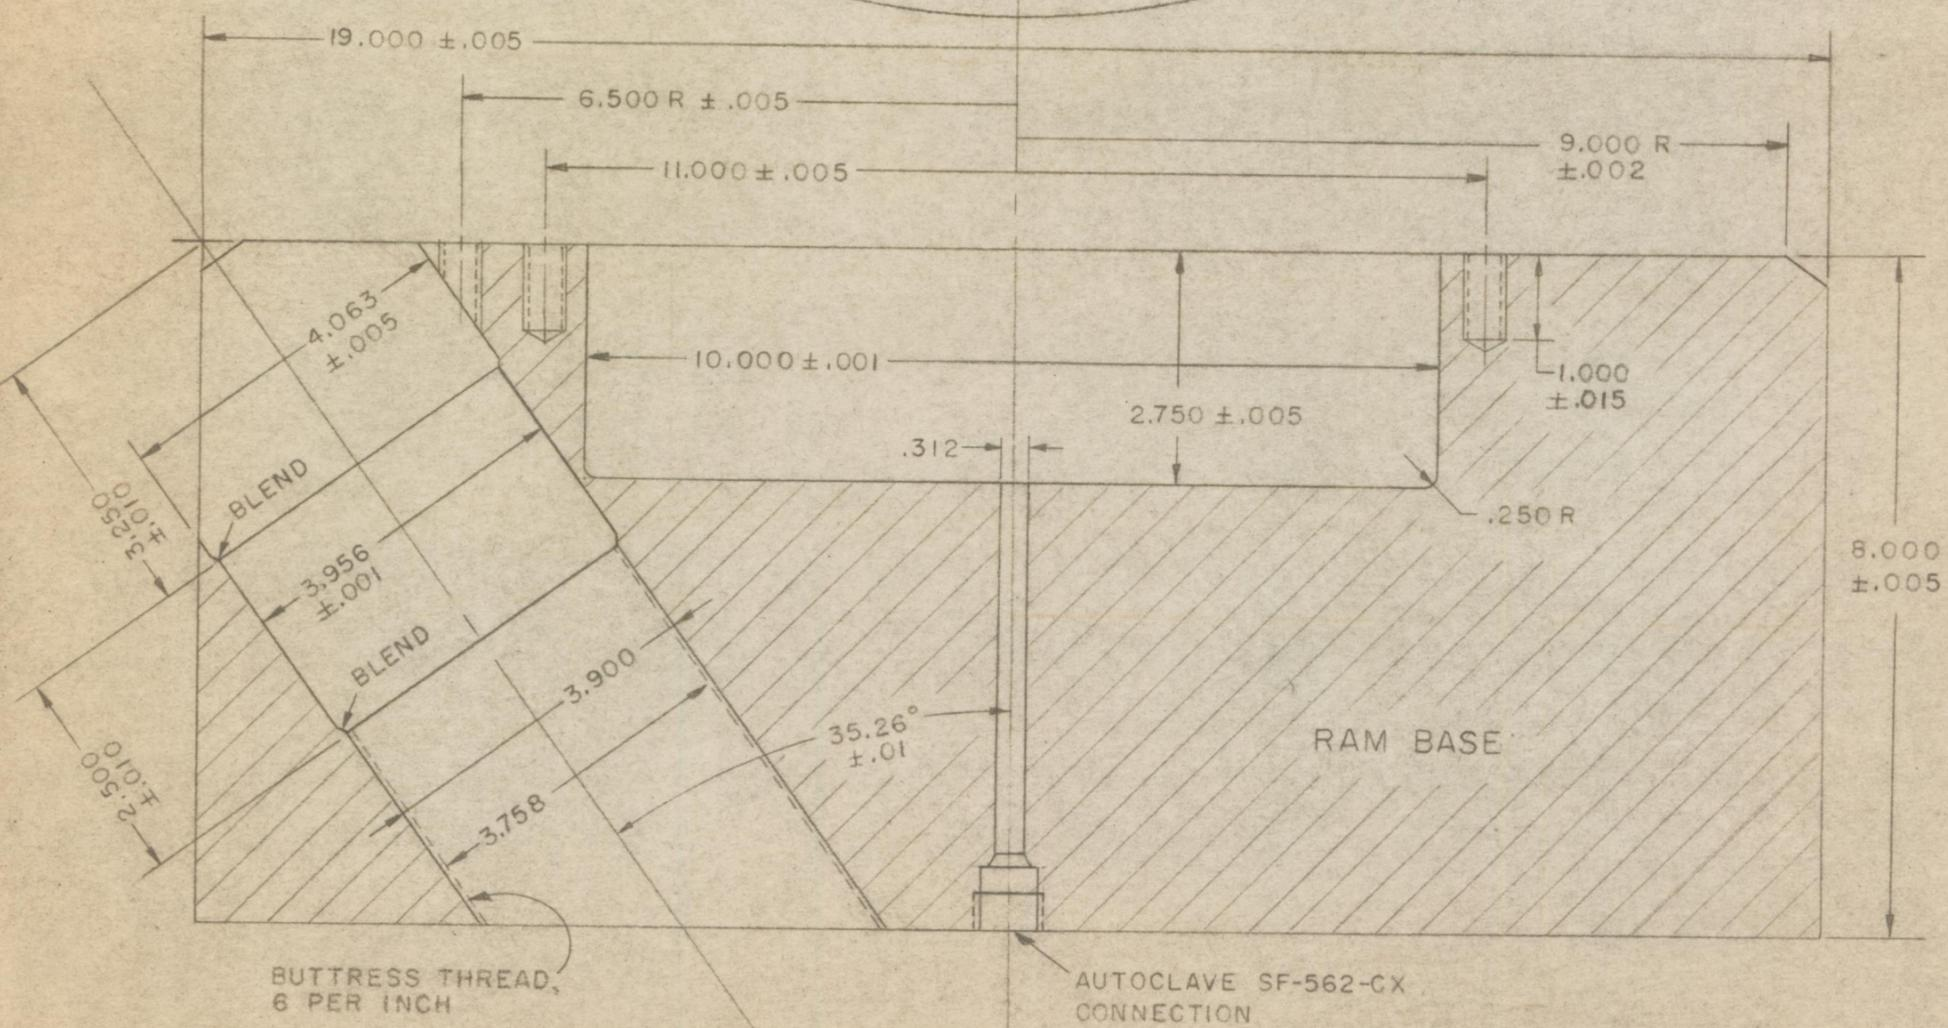 19.000 ±.005
6.500 R ±.005
9.000 R
±.002
11.000 ±.005
4.063
±.005
10.000 ±.001
1.000
±.015
2.750 ±.005
.312
BLEND
3.250
±.010
.250 R
8.000
±.005
3.956
±.001
BLEND
3.900
35.26°
±.01
RAM BASE
2.500
±.010
3.758
BUTTRESS THREAD,
6 PER INCH
AUTOCLAVE SF-562-CX
CONNECTION